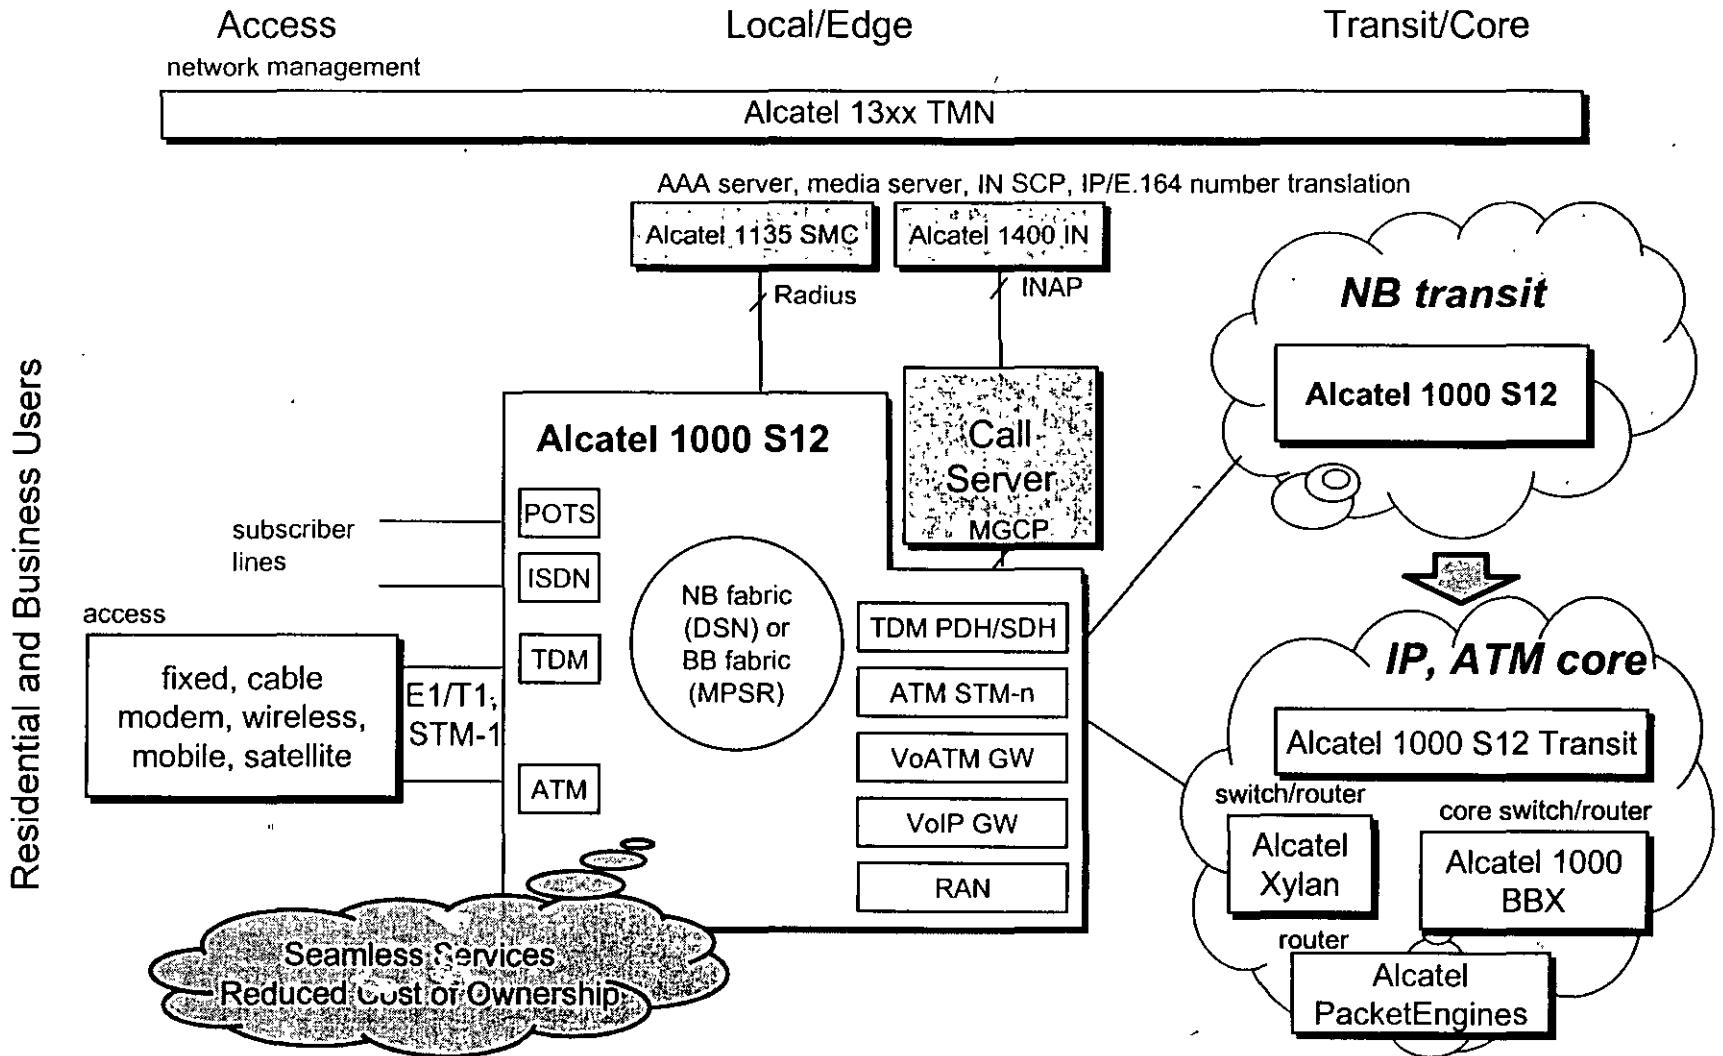 Access
Local/Edge
Transit/Core
network management
Alcatel 13xx TMN
AAA server, media server, IN SCP, IP/E.164 number translation
Alcatel 1135 SMC
Alcatel 1400 IN
Radius
INAP
NB transit
Alcatel 1000 S12
Residential and Business Users
Alcatel 1000 S12
Call
Server
MGCP
subscriber
lines
POTS
ISDN
TDM
ATM
access
fixed, cable
modem, wireless,
mobile, satellite
E1/T1,
STM-1
NB fabric
(DSN) or
BB fabric
(MPSR)
TDM PDH/SDH
ATM STM-n
VoATM GW
VoIP GW
RAN
IP, ATM core
Alcatel 1000 S12 Transit
switch/router
Alcatel
Xylan
core switch/router
Alcatel 1000
BBX
router
Alcatel
PacketEngines
Seamless Services
Reduced Cost of Ownership